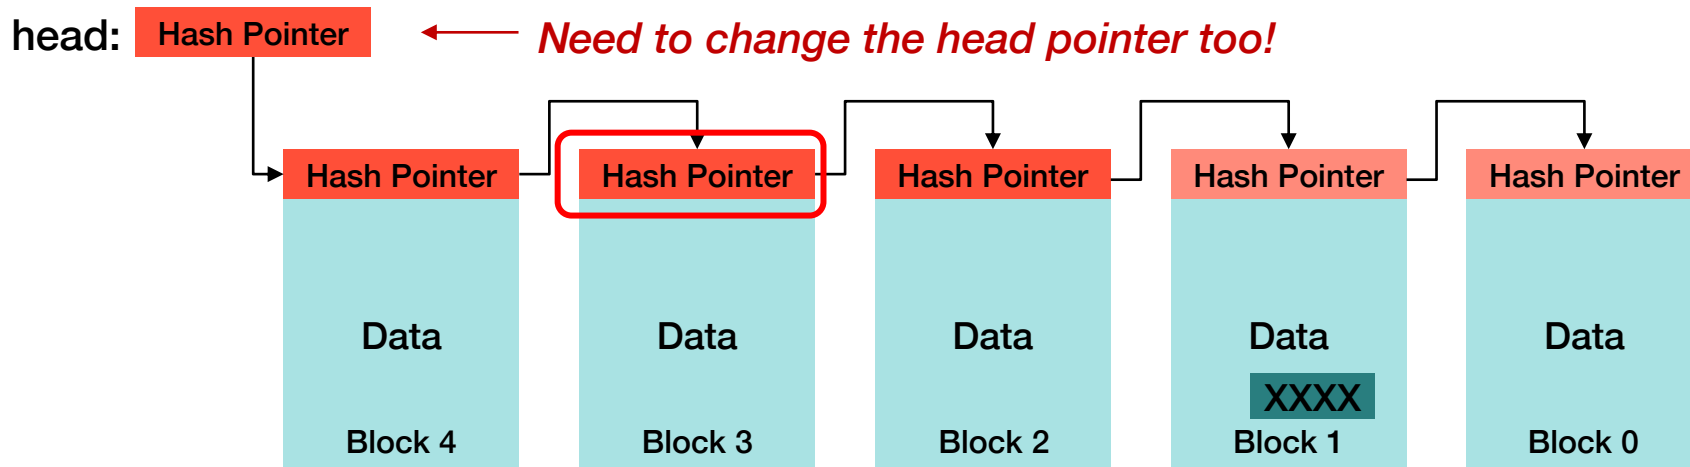 head: Hash Pointer Need to change the head pointer too!
Hash Pointer Hash Pointer Hash Pointer Hash Pointer Hash Pointer
Data Data Data Data Data
XXXX
Block 4 Block 3 Block 2 Block 1 Block 0